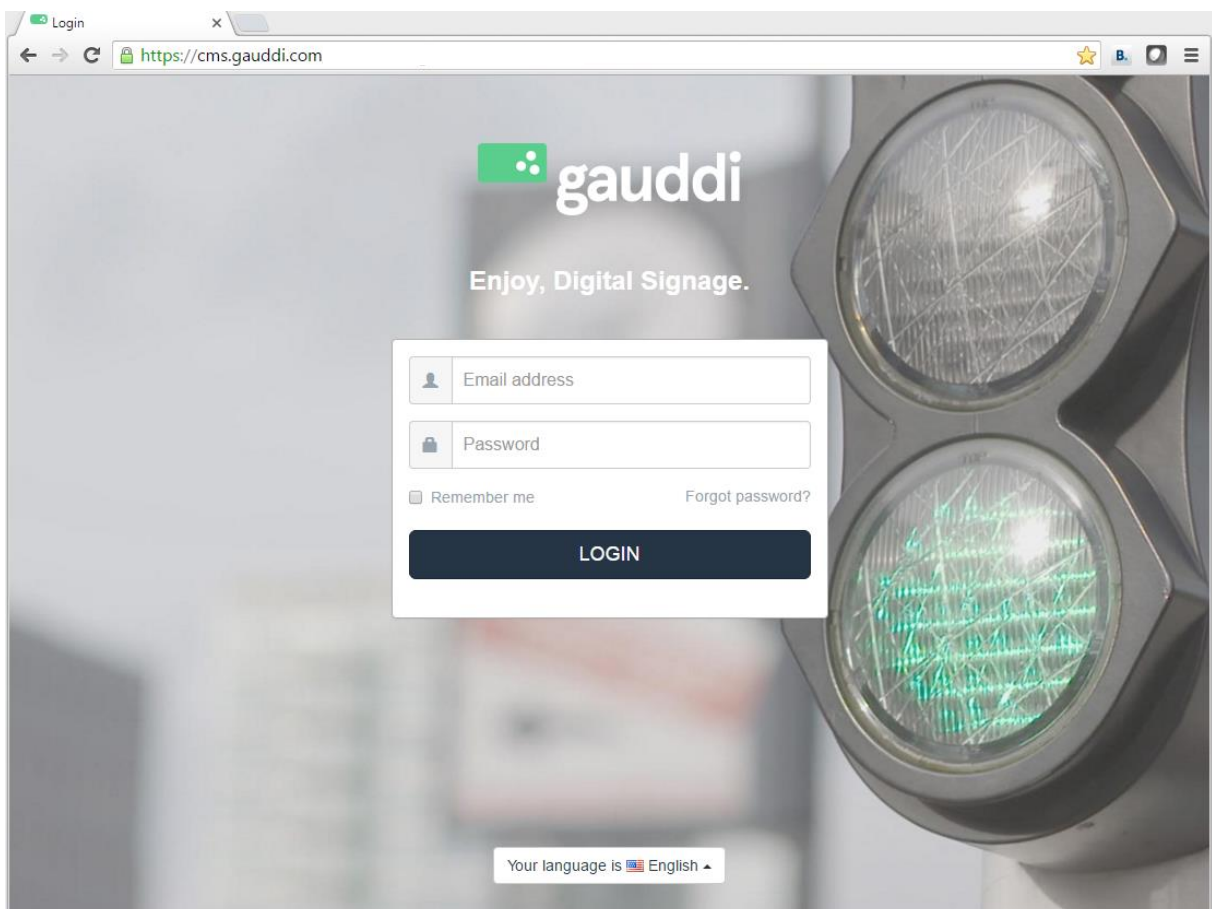 Login
https://cms.gauddi.com
B.
gauddi
Enjoy, Digital Signage.
Email address
Password
Remember me Forgot password?
LOGIN
Your language is English